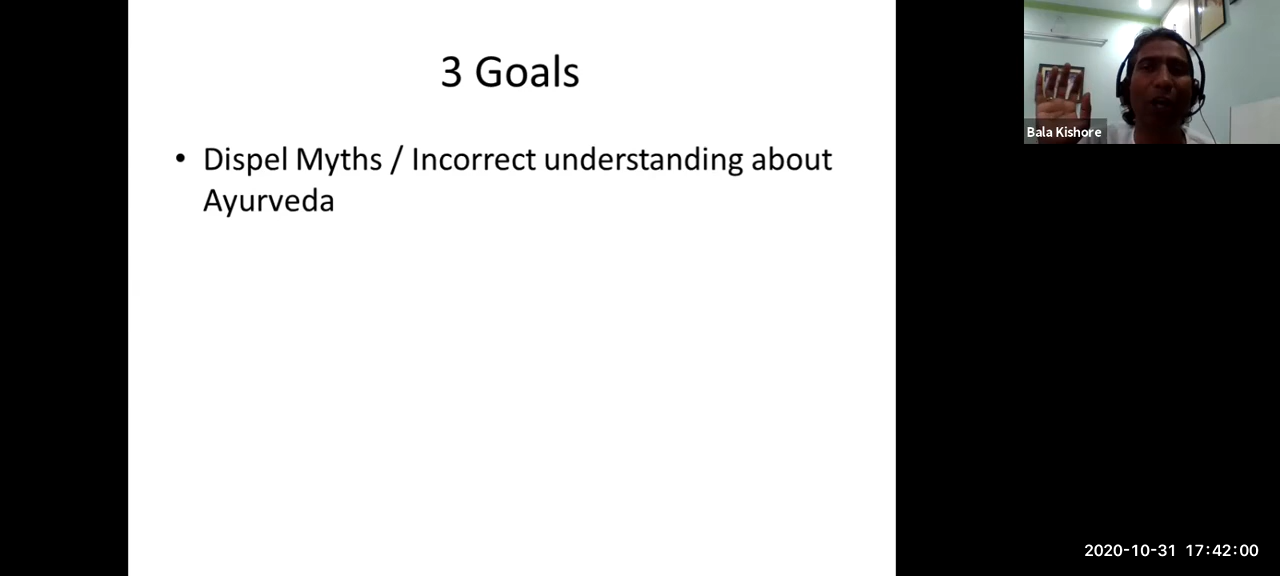 3 Goals
• Dispel Myths / Incorrect understanding about
Ayurveda
Bala Kishore
2020-10-31 17:42:00